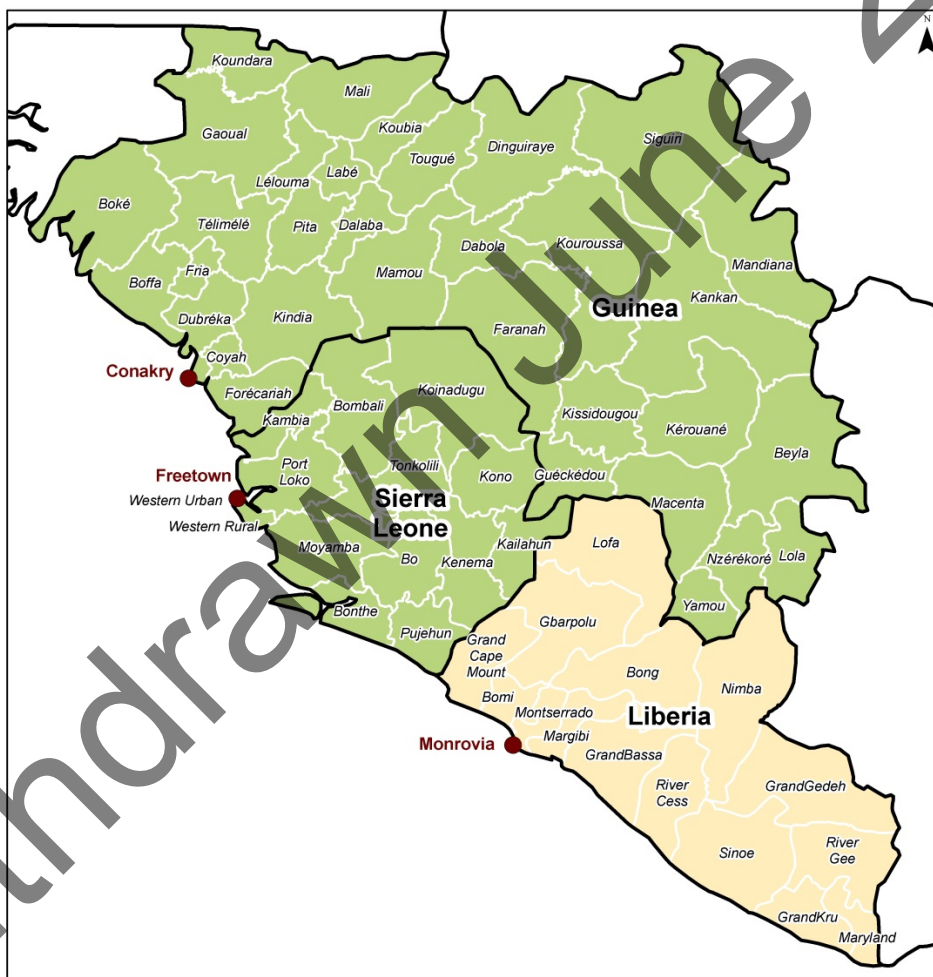 N
Koundara
Mali
Koubia
Gaoual
Siguiri
Dinguiraye
Tougué
Labé
Lélouma
Boké
Télimélé
Pita
Dalaba
Dabola
Kouroussa
Mandiana
Mamou
Fria
Boffa
Kankan
Guinea
Kindia
Dubréka
Faranah
Coyah
Conakry
Forécariah
Koinadugu
Bombali
Kissidougou
Kambia
Kérouané
Beyla
Port
Loko
Tonkolili
Kono
Guéckédou
Freetown
Western Urban
Sierra
Leone
Macenta
Western Rural
Moyamba
Kailahun
Lofa
Bo
Kenema
Nzérékoré
Lola
Yamou
Bonthe
Gbarpolu
Pujehun
Grand
Cape
Mount
Bong
Nimba
Bomi
Montserrado
Liberia
Margibi
Monrovia
GrandBassa
River
Cess
GrandGedeh
Sinoe
River
Gee
GrandKru
Maryland
thdrawn June 2